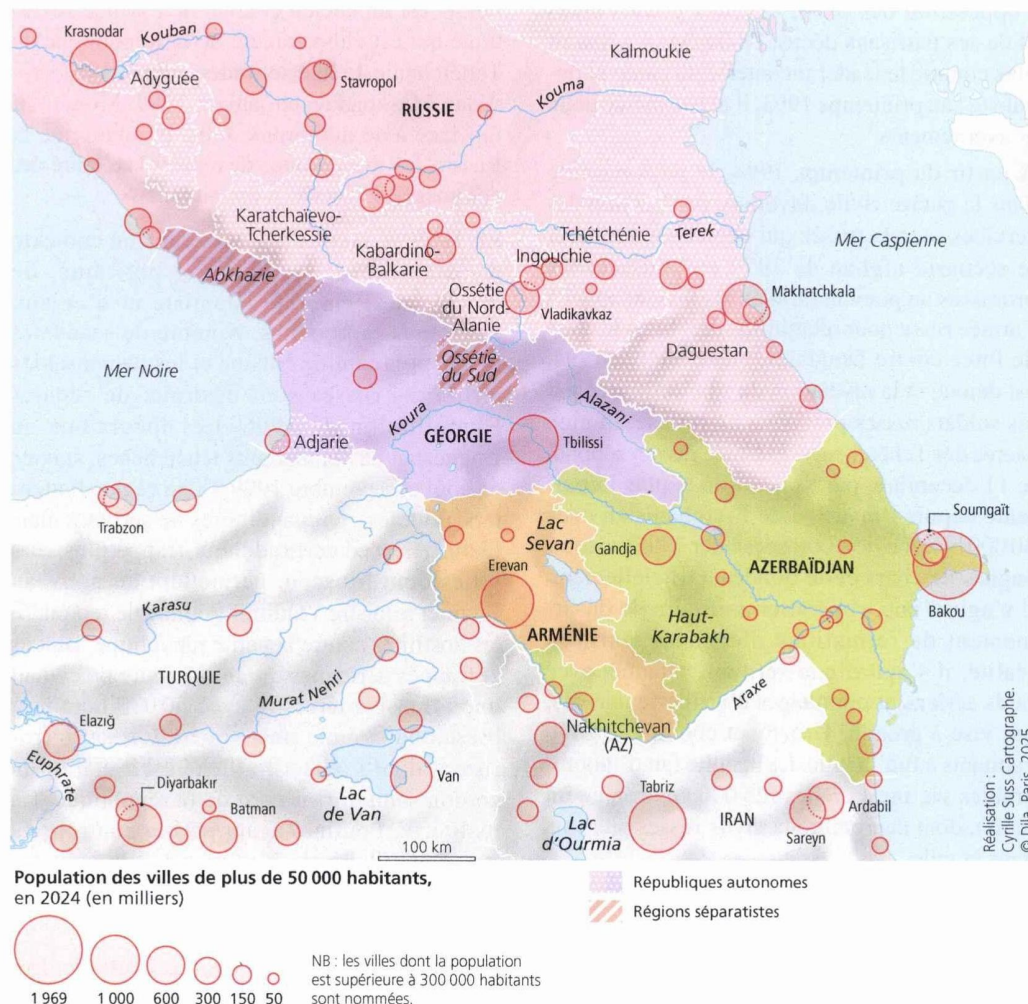 Krasnodar
Kouban
Kalmoukie
Adyguée
Stavropol
RUSSIE
Kouma
Karatchaïevo-
Tcherkessie
Kabardino-
Balkarie
Tchétchénie
Terek
Mer Caspienne
Abkhazie
Ingouchie
Ossétie
du Nord-
Alanie
Vladikavkaz
Makhatchkala
Daguestan
Mer Noire
Ossétie
du Sud
Koura
Alazani
Adjarie
GÉORGIE
Tbilissi
Trabzon
Lac
Sevan
Gandja
Soumgaït
Erevan
AZERBAÏDJAN
Bakou
Karasu
ARMÉNIE
Haut-
Karabakh
TURQUIE
Murat Nehri
Araxe
Elazığ
Nakhitchevan
(AZ)
Euphrate
Diyarbakır
Batman
Van
Lac
de Van
Tabriz
IRAN
Ardabil
Sareyn
Lac
d'Ourmia
100 km
Réalisation :
Cyrille Suss Cartographe.
© Dila, Paris, 2025
Population des villes de plus de 50 000 habitants,
en 2024 (en milliers)
1 969 1 000 600 300 150 50
NB : les villes dont la population
est supérieure à 300 000 habitants
sont nommées.
Républiques autonomes
Régions séparatistes